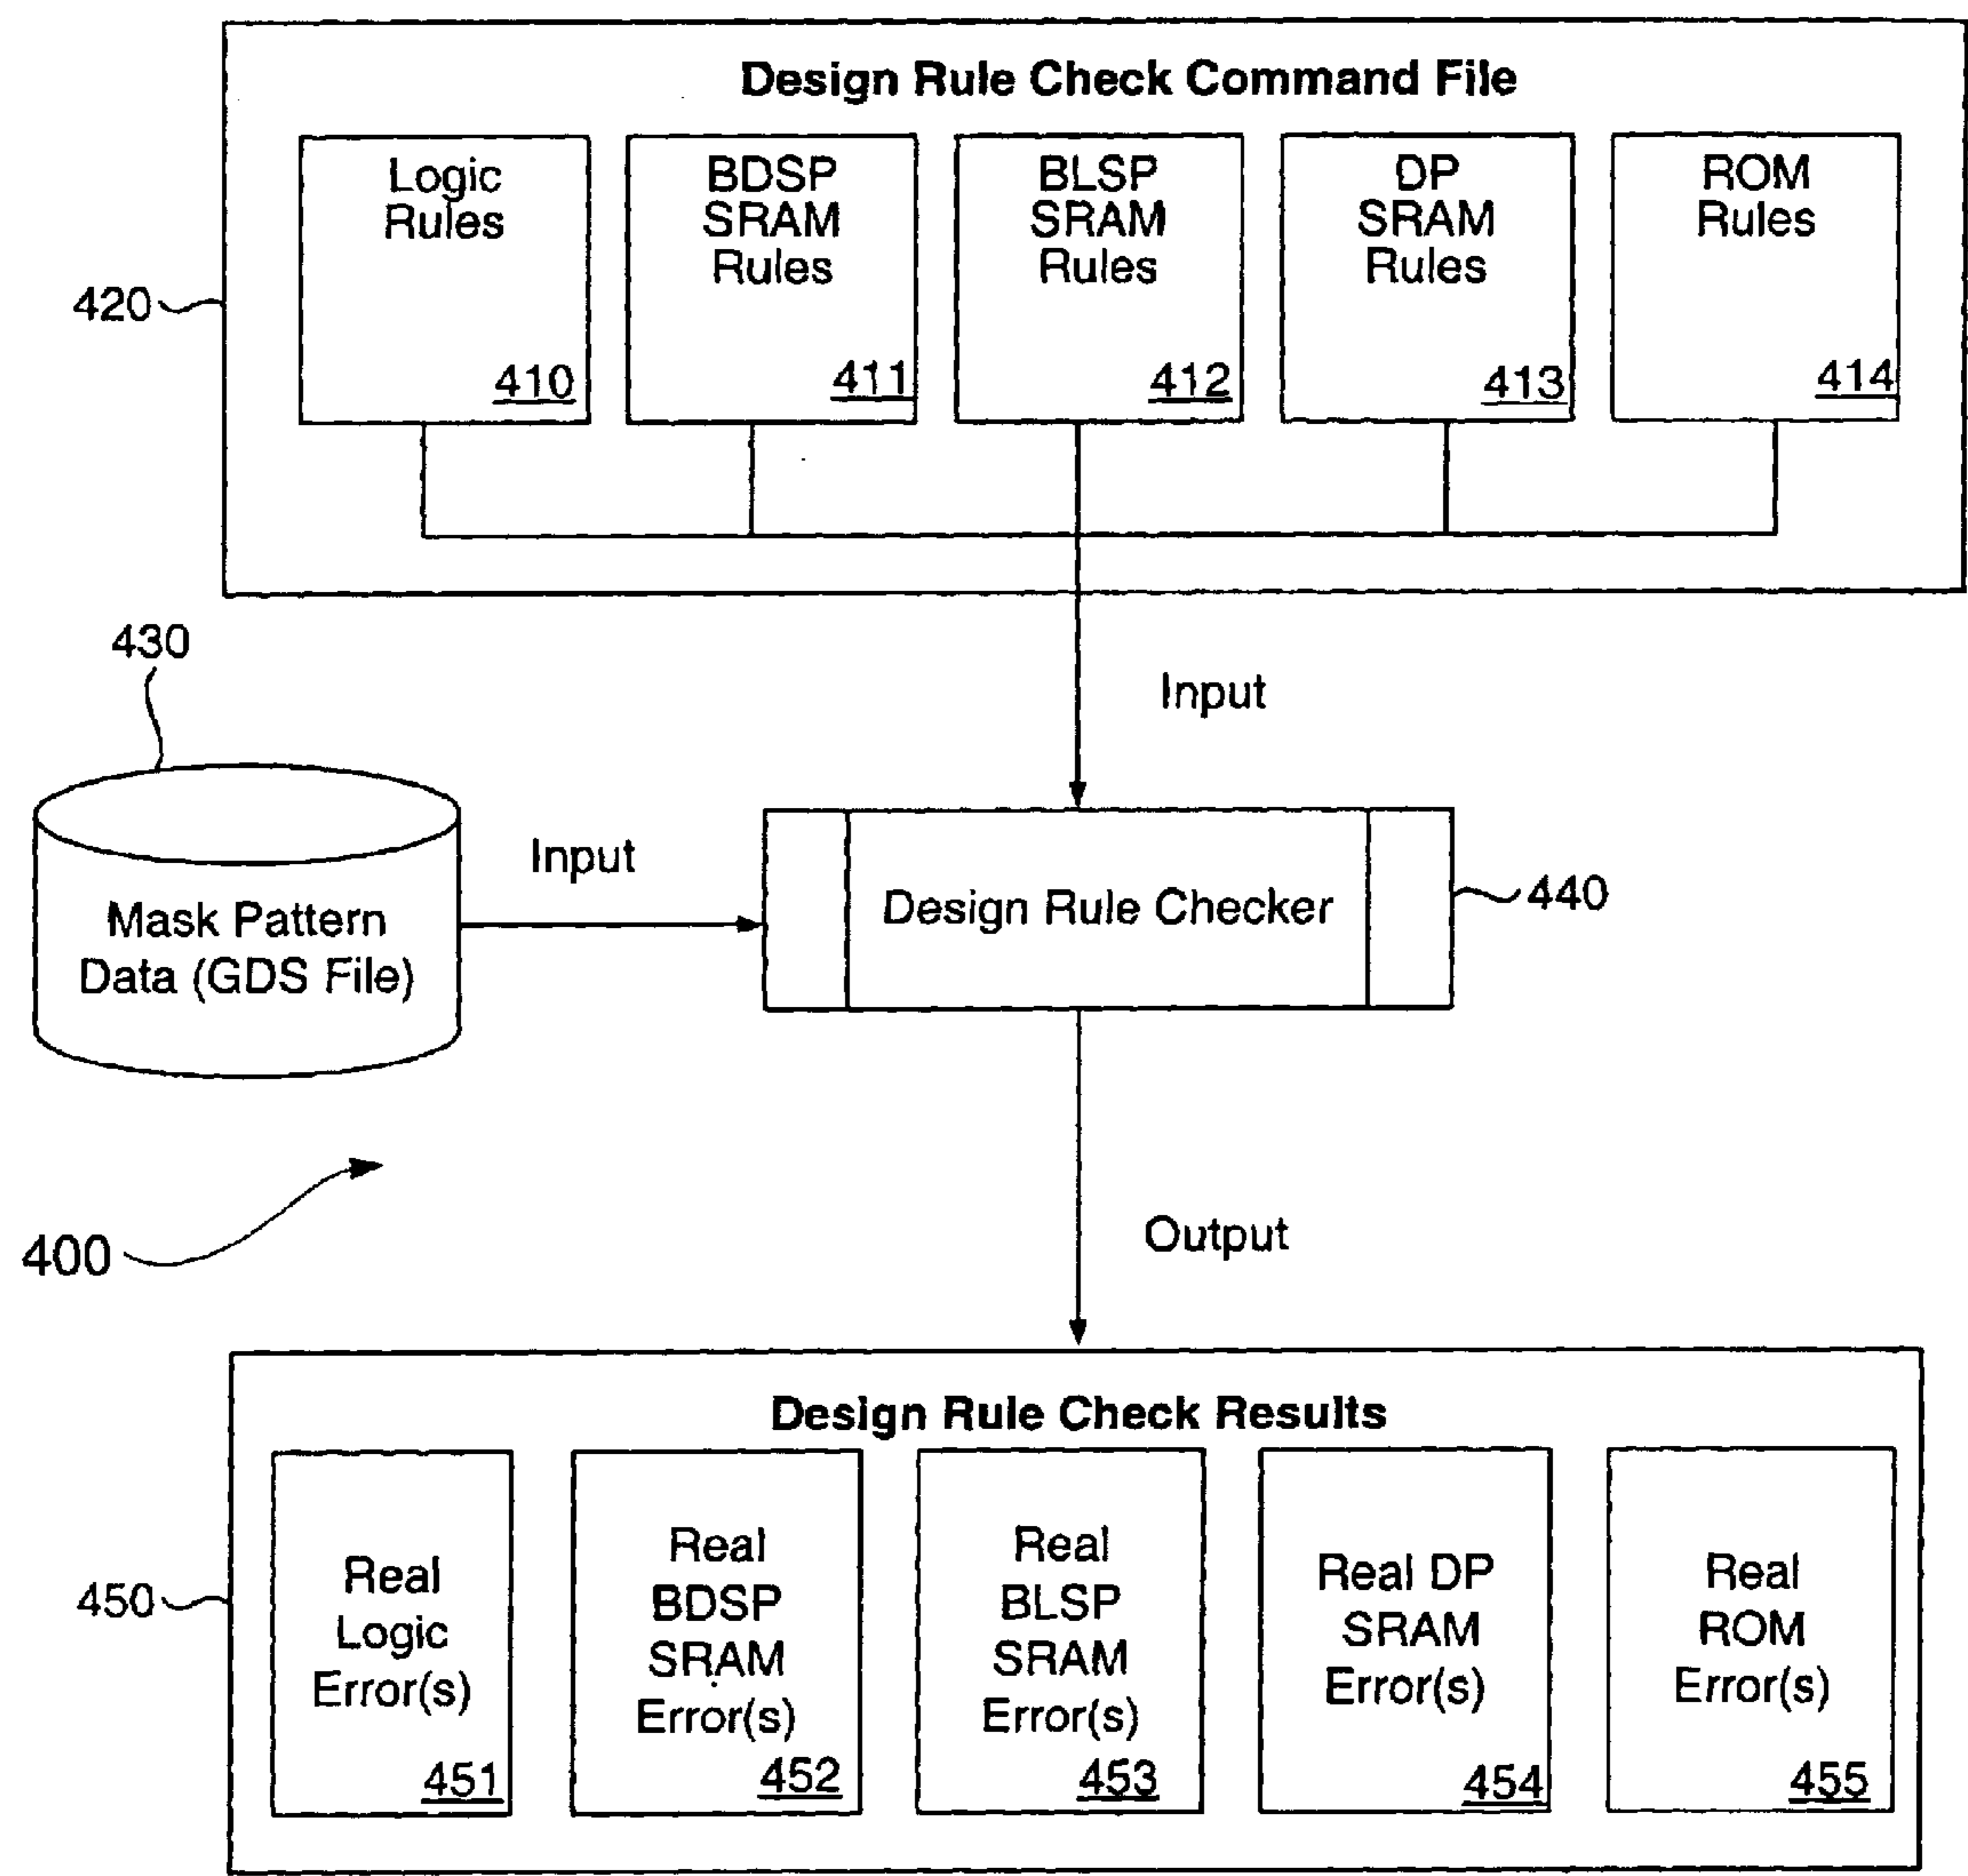 Design Rule Check Command File
Logic
Rules
410
BDSP
SRAM
Rules
411
BLSP
SRAM
Rules
412
DP
SRAM
Rules
413
ROM
Rules
414
420
Input
430
Mask Pattern
Data (GDS File)
Input
Design Rule Checker
440
400
Output
Design Rule Check Results
450
Real
Logic
Error(s)
451
Real
BDSP
SRAM
Error(s)
452
Real
BLSP
SRAM
Error(s)
453
Real DP
SRAM
Error(s)
454
Real
ROM
Error(s)
455